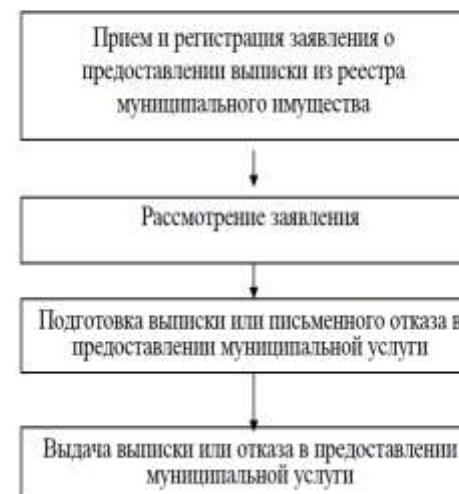 Прием и регистрация заявления о
предоставлении выписки из реестра
муниципального имущества
Рассмотрение заявления
Подготовка выписки или письменного отказа в
предоставлении муниципальной услуги
Выдача выписки или отказа в предоставлении
муниципальной услуги